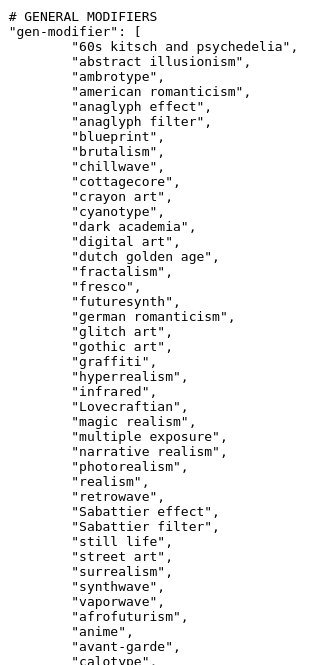 # GENERAL MODIFIERS
"gen-modifier": [
"60s kitsch and psychedelia",
"abstract illusionism",
"ambrotype",
"american romanticism",
"anaglyph effect",
"anaglyph filter",
"blueprint",
"brutalism",
"chillwave",
"cottagecore",
"crayon art",
"cyanotype",
"dark academia",
"digital art",
"dutch golden age",
"fractalism",
"fresco",
"futuresynth",
"german romanticism",
"glitch art",
"gothic art",
"graffiti",
"hyperrealism",
"infrared",
"Lovecraftian",
"magic realism",
"multiple exposure",
"narrative realism",
"photorealism",
"realism",
"retrowave",
"Sabattier effect",
"Sabattier filter",
"still life",
"street art",
"surrealism",
"synthwave",
"vaporwave",
"afrofuturism",
"anime",
"avant-garde",
"calotype",